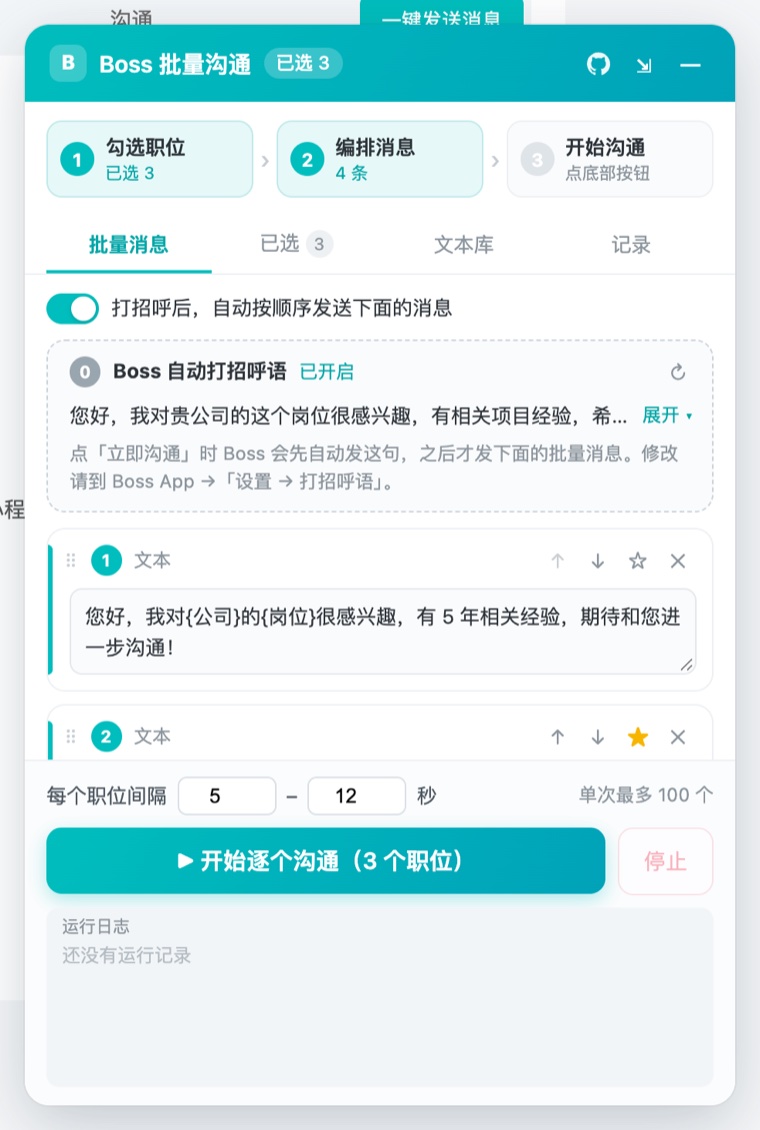 沟通
一键发送消息
B Boss 批量沟通 已选 3
1 勾选职位 已选 3
›
2 编排消息 4 条
›
3 开始沟通 点底部按钮
批量消息 已选 3 文本库 记录
打招呼后，自动按顺序发送下面的消息
0 Boss 自动打招呼语 已开启
您好，我对贵公司的这个岗位很感兴趣，有相关项目经验，希... 展开 ▾
点「立即沟通」时 Boss 会先自动发这句，之后才发下面的批量消息。修改
请到 Boss App → 「设置 → 打招呼语」。
1 文本
您好，我对{公司}的{岗位}很感兴趣，有 5 年相关经验，期待和您进
一步沟通！
2 文本
小程
每个职位间隔 5 – 12 秒 单次最多 100 个
▶ 开始逐个沟通（3 个职位） 停止
运行日志
还没有运行记录